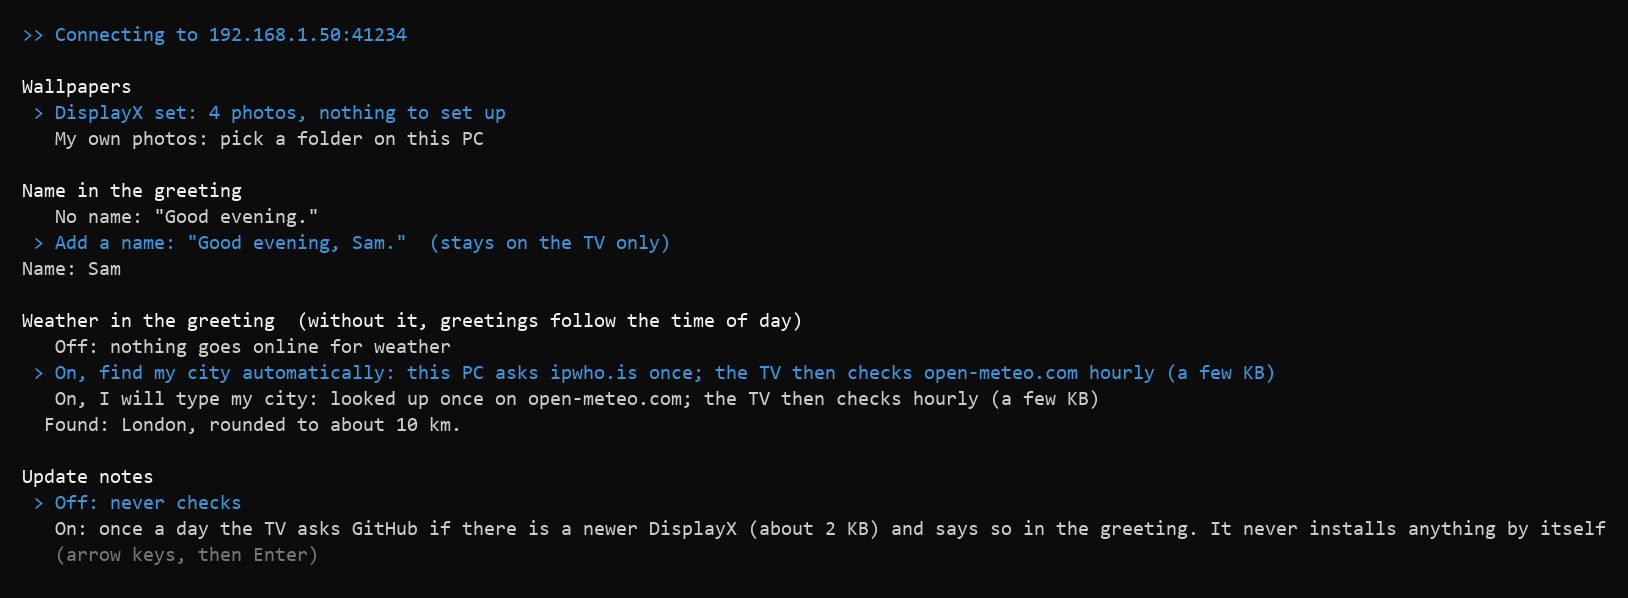 >> Connecting to 192.168.1.50:41234
Wallpapers
> DisplayX set: 4 photos, nothing to set up
My own photos: pick a folder on this PC
Name in the greeting
No name: "Good evening."
> Add a name: "Good evening, Sam."  (stays on the TV only)
Name: Sam
Weather in the greeting  (without it, greetings follow the time of day)
Off: nothing goes online for weather
> On, find my city automatically: this PC asks ipwho.is once; the TV then checks open-meteo.com hourly (a few KB)
On, I will type my city: looked up once on open-meteo.com; the TV then checks hourly (a few KB)
Found: London, rounded to about 10 km.
Update notes
> Off: never checks
On: once a day the TV asks GitHub if there is a newer DisplayX (about 2 KB) and says so in the greeting. It never installs anything by itself
(arrow keys, then Enter)